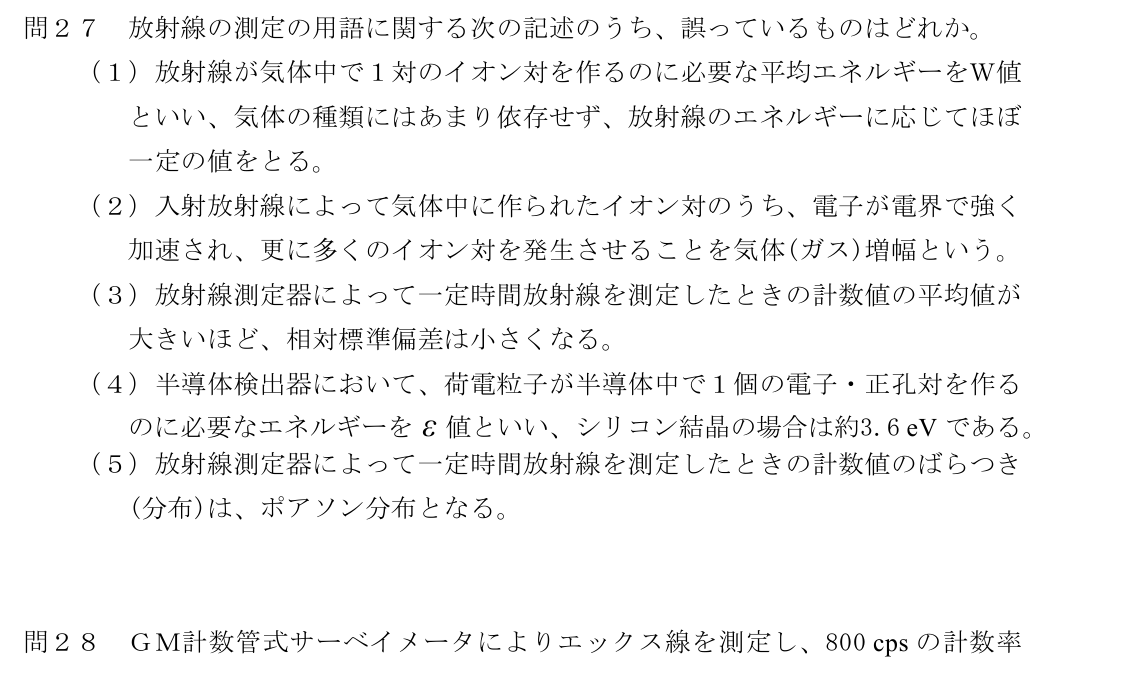 問２７　放射線の測定の用語に関する次の記述のうち、誤っているものはどれか。
（１）放射線が気体中で１対のイオン対を作るのに必要な平均エネルギーをW値
といい、気体の種類にはあまり依存せず、放射線のエネルギーに応じてほぼ
一定の値をとる。
（２）入射放射線によって気体中に作られたイオン対のうち、電子が電界で強く
加速され、更に多くのイオン対を発生させることを気体(ガス)増幅という。
（３）放射線測定器によって一定時間放射線を測定したときの計数値の平均値が
大きいほど、相対標準偏差は小さくなる。
（４）半導体検出器において、荷電粒子が半導体中で１個の電子・正孔対を作る
のに必要なエネルギーを ε 値といい、シリコン結晶の場合は約3.6 eV である。
（５）放射線測定器によって一定時間放射線を測定したときの計数値のばらつき
(分布)は、ポアソン分布となる。
問２８　ＧＭ計数管式サーベイメータによりエックス線を測定し、800 cps の計数率